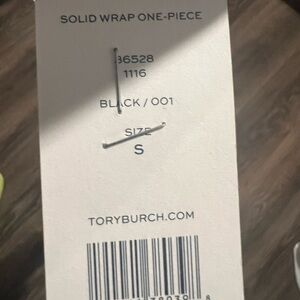 SOLID WRAP ONE-PIECE
36528
1116
BLACK / 001
SIZE
S
TORYBURCH.COM